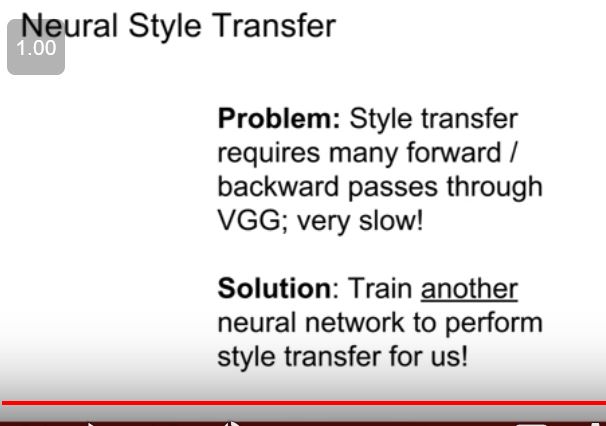 Neural Style Transfer
1.00
Problem: Style transfer
requires many forward /
backward passes through
VGG; very slow!
Solution: Train another
neural network to perform
style transfer for us!